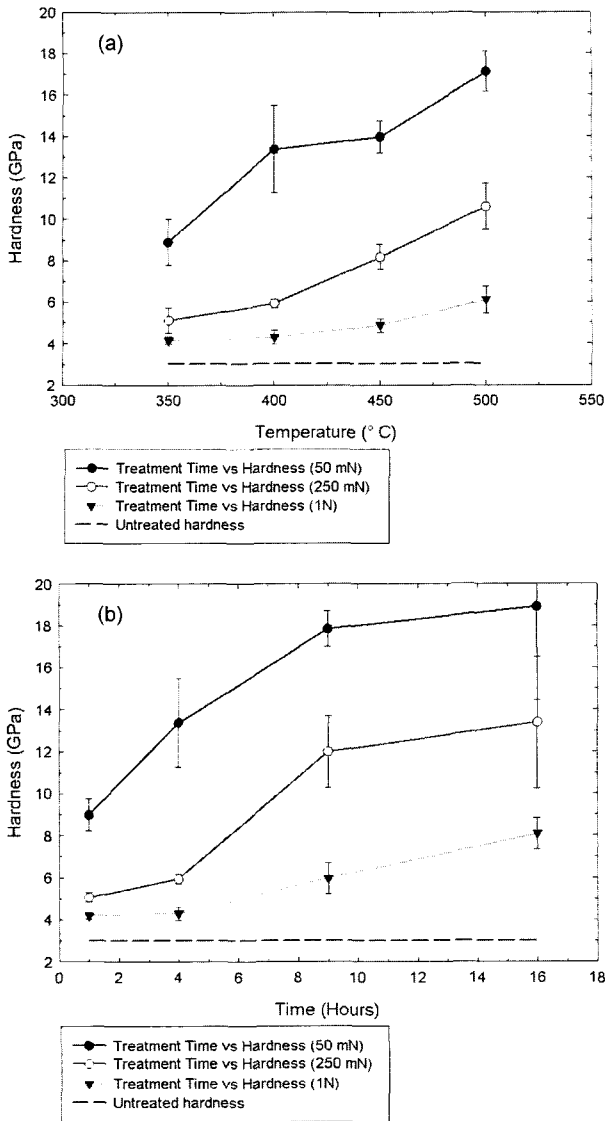 (a)
20
18
16
14
12
10
8
6
4
2
Hardness (GPa)
300 350 400 450 500 550
Temperature (° C)
Treatment Time vs Hardness (50 mN)
Treatment Time vs Hardness (250 mN)
Treatment Time vs Hardness (1N)
Untreated hardness
(b)
20
18
16
14
12
10
8
6
4
2
Hardness (GPa)
0 2 4 6 8 10 12 14 16 18
Time (Hours)
Treatment Time vs Hardness (50 mN)
Treatment Time vs Hardness (250 mN)
Treatment Time vs Hardness (1N)
Untreated hardness